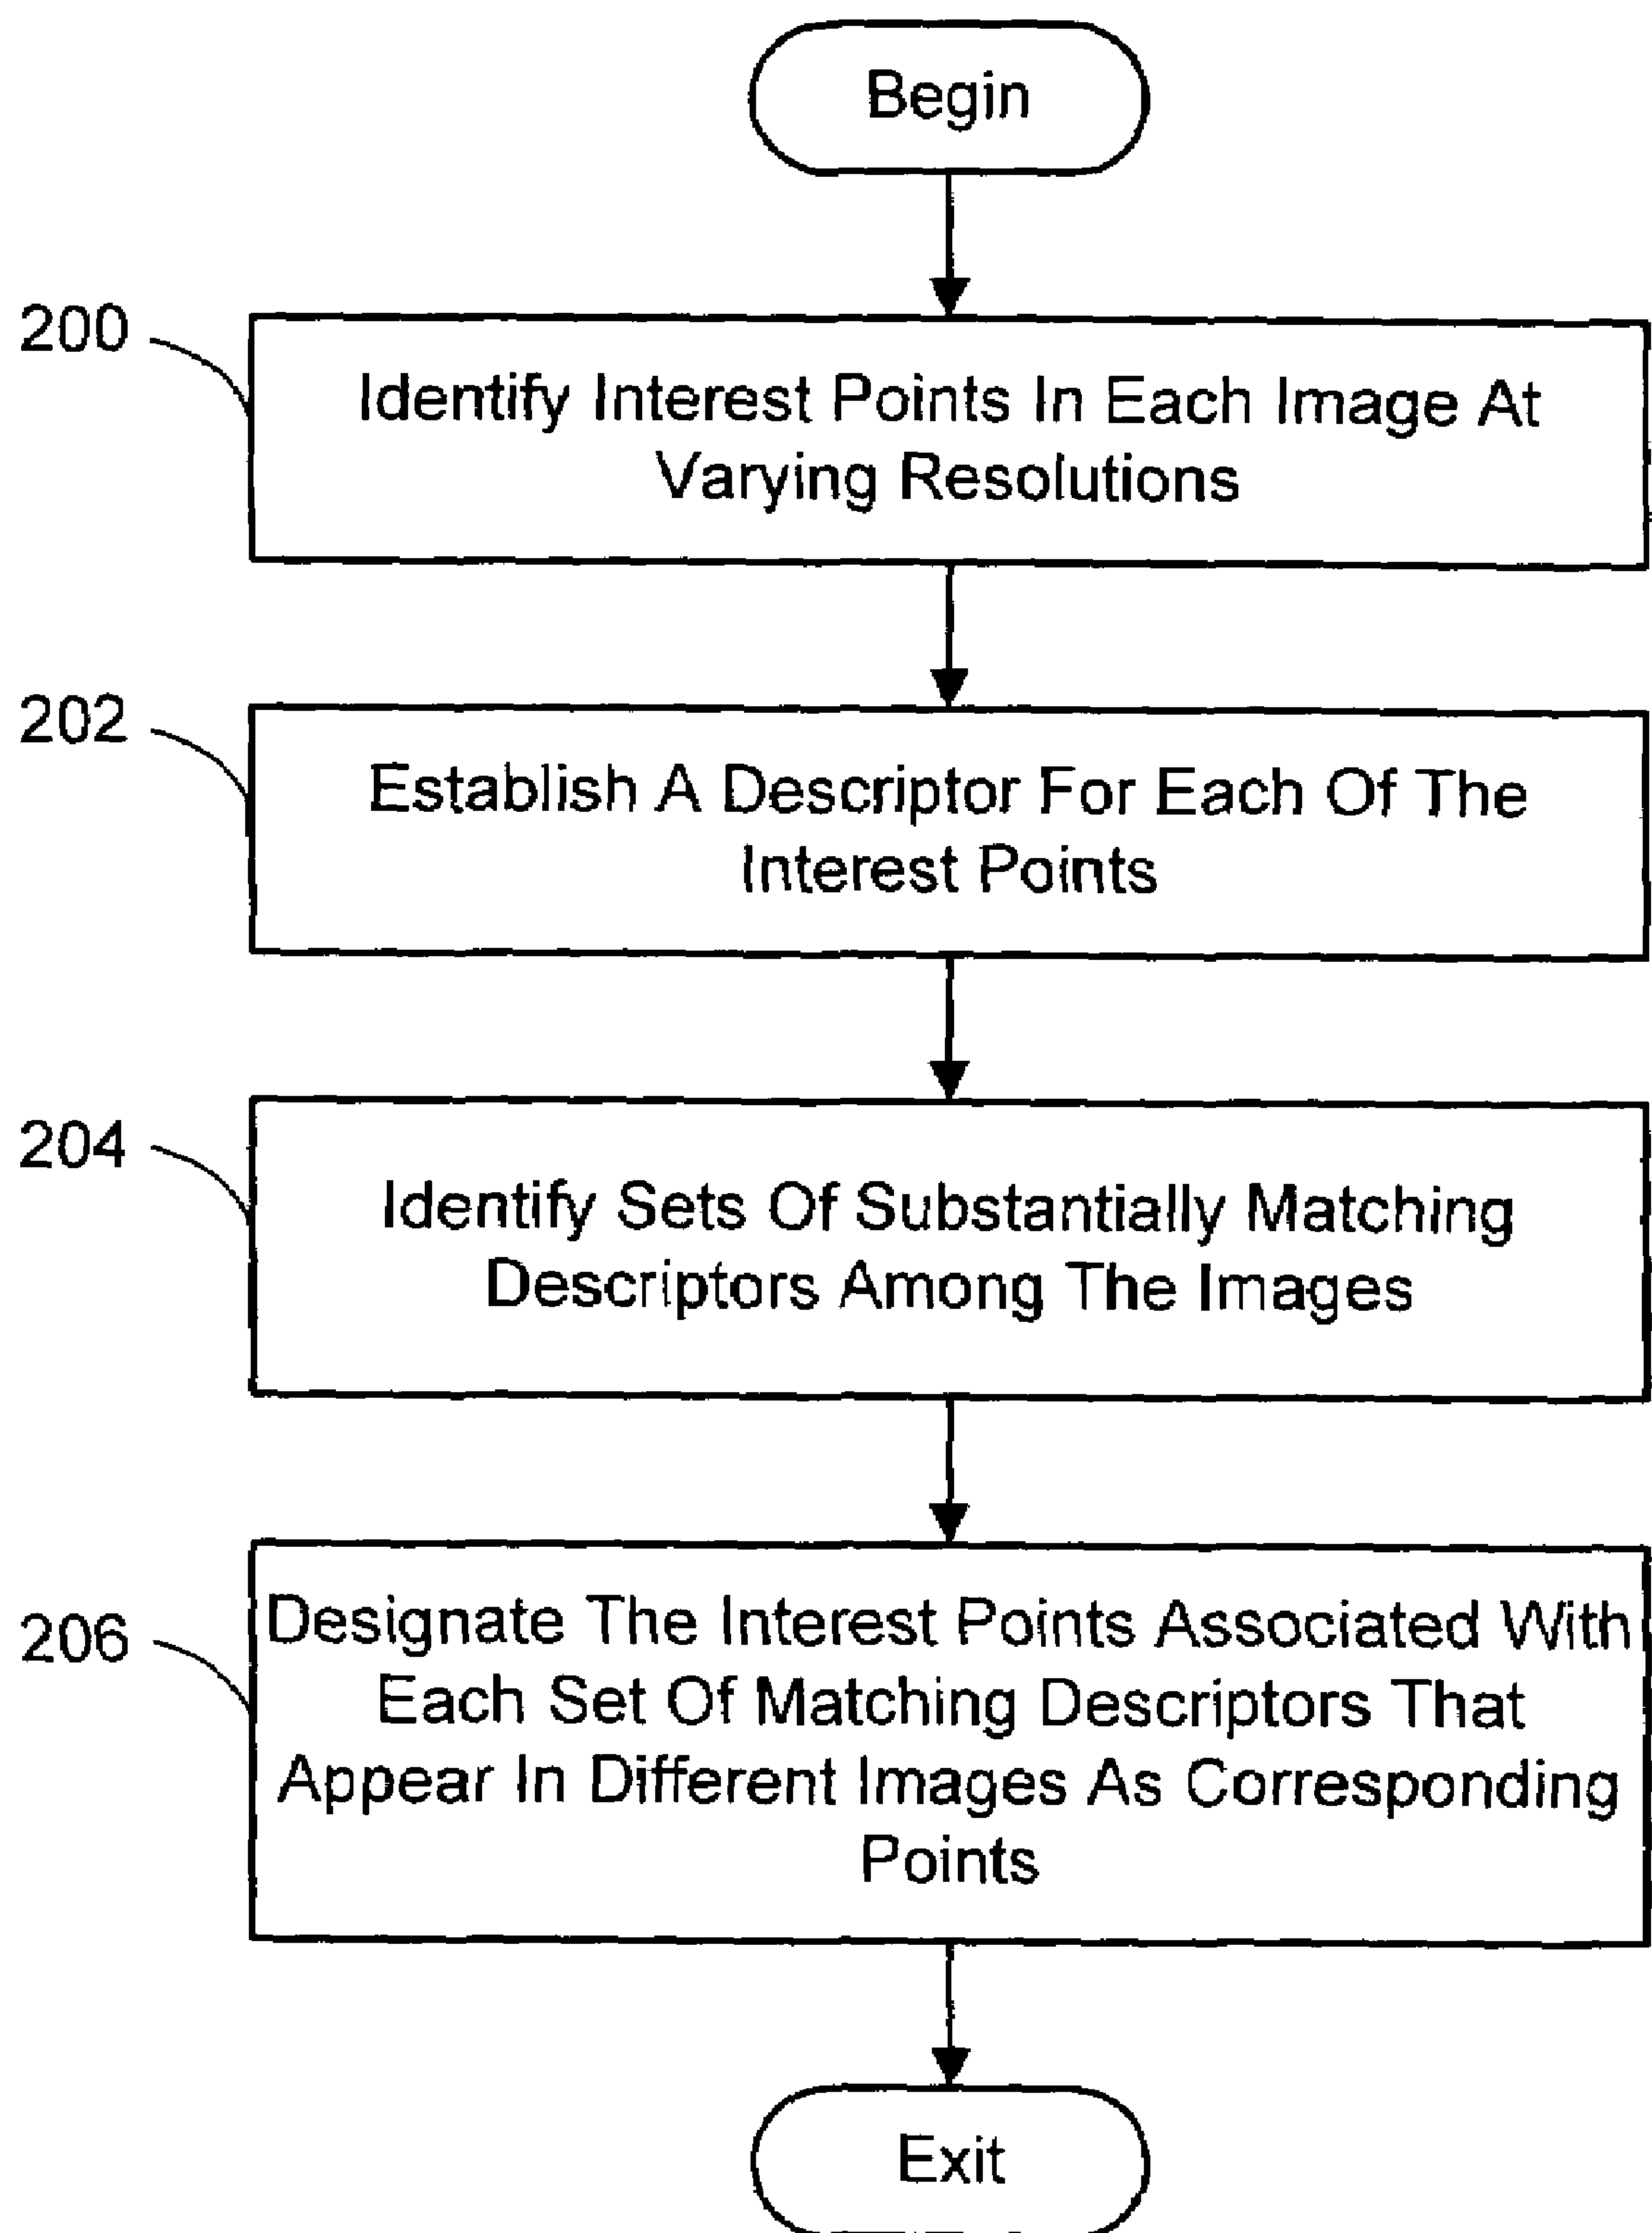 Begin
200
Identify Interest Points In Each Image At
Varying Resolutions
202
Establish A Descriptor For Each Of The
Interest Points
204
Identify Sets Of Substantially Matching
Descriptors Among The Images
206
Designate The Interest Points Associated With
Each Set Of Matching Descriptors That
Appear In Different Images As Corresponding
Points
Exit